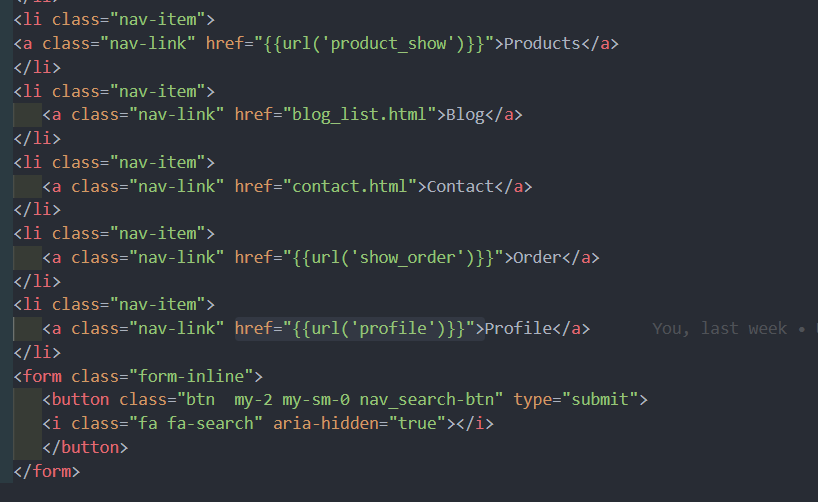 </li>
<li class="nav-item">
<a class="nav-link" href="{{url('product_show')}}">Products</a>
</li>
<li class="nav-item">
<a class="nav-link" href="blog_list.html">Blog</a>
</li>
<li class="nav-item">
<a class="nav-link" href="contact.html">Contact</a>
</li>
<li class="nav-item">
<a class="nav-link" href="{{url('show_order')}}">Order</a>
</li>
<li class="nav-item">
<a class="nav-link" href="{{url('profile')}}">Profile</a> You, last week •
</li>
<form class="form-inline">
<button class="btn  my-2 my-sm-0 nav_search-btn" type="submit">
<i class="fa fa-search" aria-hidden="true"></i>
</button>
</form>